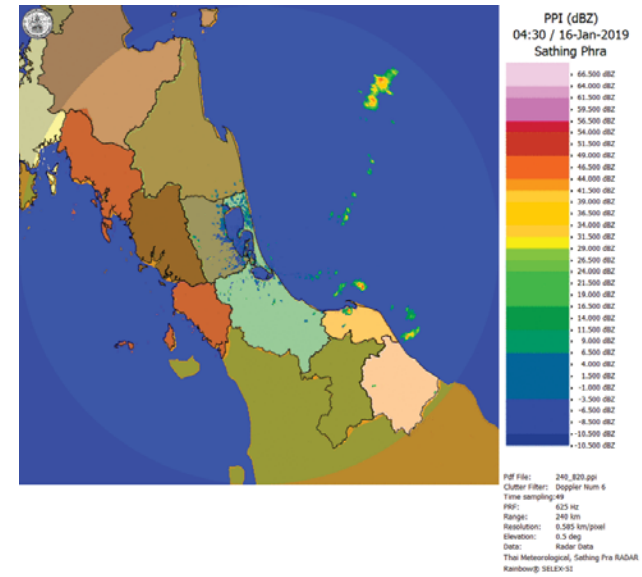 PPI (dBZ)
04:30 / 16-Jan-2019
Sathing Phra
66.500 dBZ
64.000 dBZ
61.500 dBZ
59.500 dBZ
56.500 dBZ
54.000 dBZ
51.500 dBZ
49.000 dBZ
46.500 dBZ
44.000 dBZ
41.500 dBZ
39.000 dBZ
36.500 dBZ
34.000 dBZ
31.500 dBZ
29.000 dBZ
26.500 dBZ
24.000 dBZ
21.500 dBZ
19.000 dBZ
16.500 dBZ
14.000 dBZ
11.500 dBZ
9.000 dBZ
6.500 dBZ
4.000 dBZ
1.500 dBZ
-1.000 dBZ
-3.500 dBZ
-6.500 dBZ
-8.500 dBZ
-10.500 dBZ
-10.500 dBZ
Pdf File: 240_820.ppi
Clutter Filter: Doppler Num 6
Time sampling:49
PRF: 625 Hz
Range: 240 km
Resolution: 0.585 km/pixel
Elevation: 0.5 deg
Data: Radar Data
Thai Meteorological, Sathing Pra RADAR
Rainbow® SELEX-SI